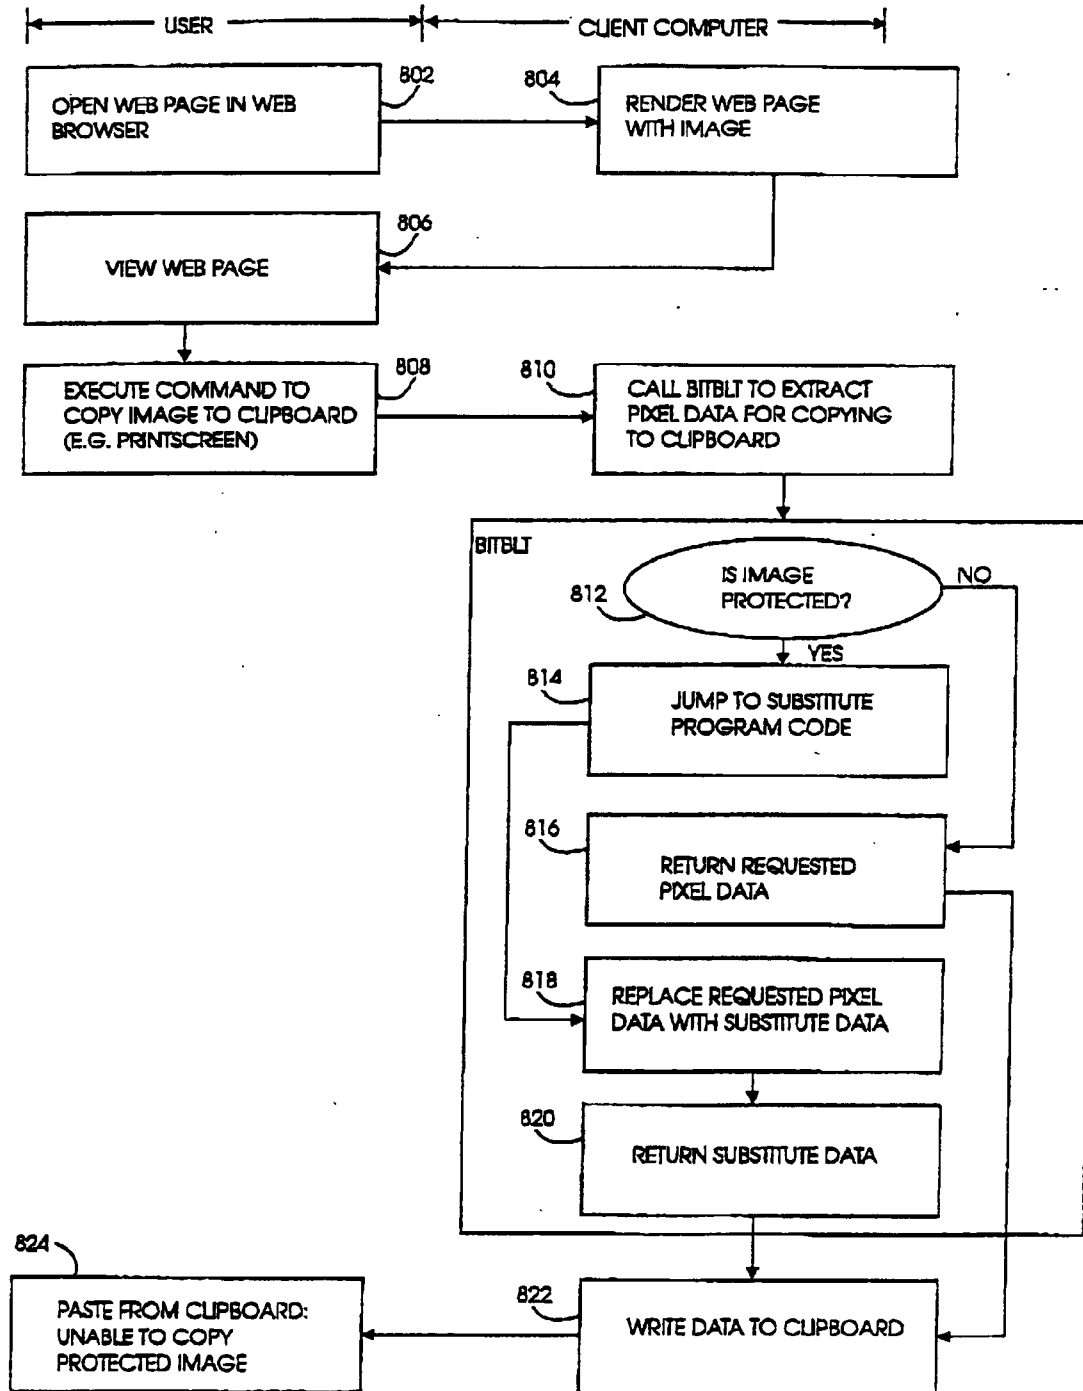 USER
CLIENT COMPUTER
802
OPEN WEB PAGE IN WEB
BROWSER
804
RENDER WEB PAGE
WITH IMAGE
806
VIEW WEB PAGE
808
EXECUTE COMMAND TO
COPY IMAGE TO CLIPBOARD
(E.G. PRINTSCREEN)
810
CALL BITBLT TO EXTRACT
PIXEL DATA FOR COPYING
TO CLIPBOARD
BITBLT
812
IS IMAGE
PROTECTED?
NO
YES
814
JUMP TO SUBSTITUTE
PROGRAM CODE
816
RETURN REQUESTED
PIXEL DATA
818
REPLACE REQUESTED PIXEL
DATA WITH SUBSTITUTE DATA
820
RETURN SUBSTITUTE DATA
822
WRITE DATA TO CLIPBOARD
824
PASTE FROM CLIPBOARD:
UNABLE TO COPY
PROTECTED IMAGE